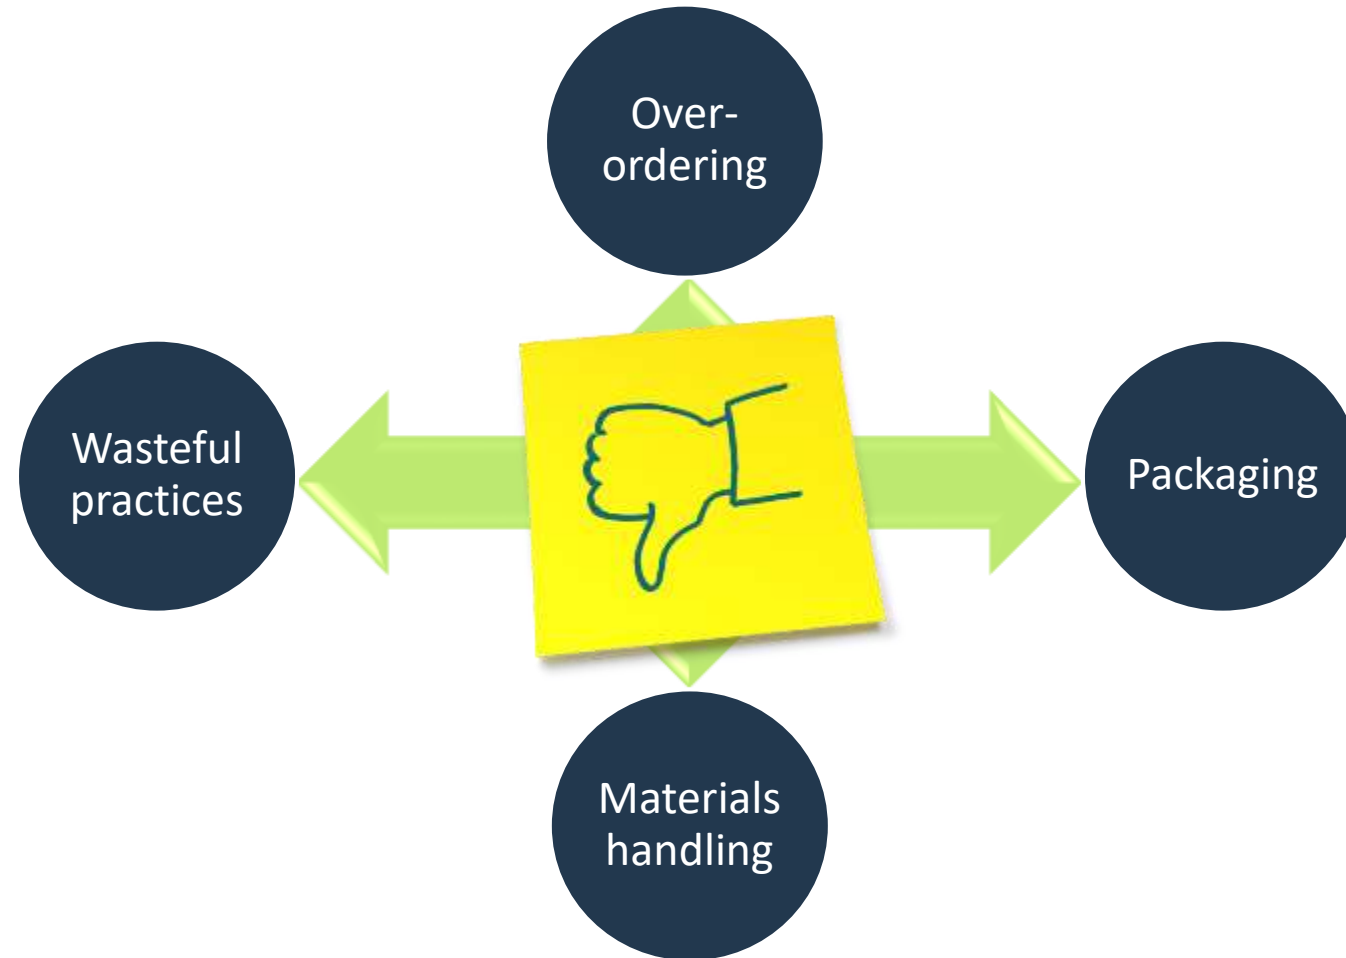 Over-
ordering
Wasteful
practices
Packaging
Materials
handling